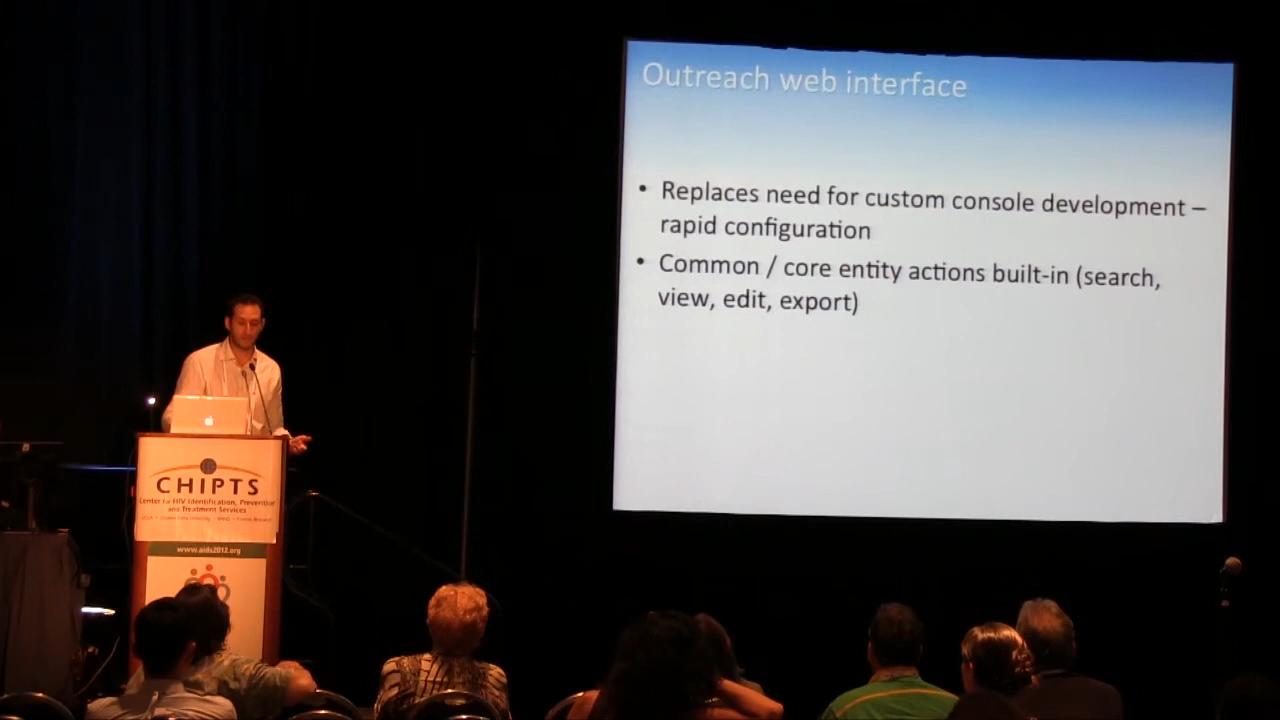 Outreach web interface
• Replaces need for custom console development –
rapid configuration
• Common / core entity actions built-in (search,
view, edit, export)
CHIPTS
Center for HIV Identification, Prevention
and Treatment Services
www.aids2012.org